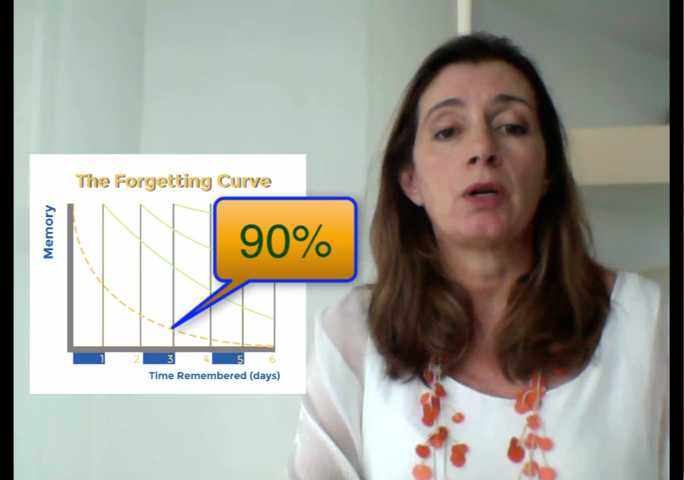 The Forgetting Curve
Memory
90%
1 2 3 4 5 6
Time Remembered (days)